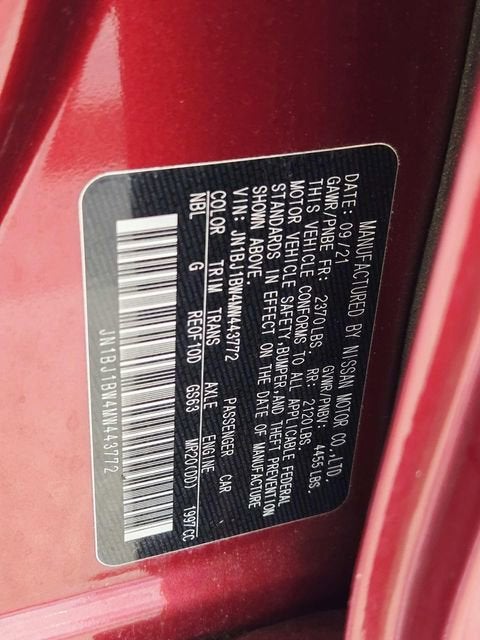 MANUFACTURED BY NISSAN MOTOR CO.,LTD.
DATE: 09/21 GVWR/PNBV: 4455LBS.
GAWR/PNBE FR: 2370LBS. RR: 2120LBS.
THIS VEHICLE CONFORMS TO ALL APPLICABLE FEDERAL
MOTOR VEHICLE SAFETY,BUMPER,AND THEFT PREVENTION
STANDARDS IN EFFECT ON THE DATE OF MANUFACTURE
SHOWN ABOVE.
VIN: JN1BJ1BW4MW443772 PASSENGER CAR
COLOR TRIM TRANS AXLE ENGINE
NBL G RE0F10D GS63 MR20(DD) 1997CC
JN1BJ1BW4MW443772